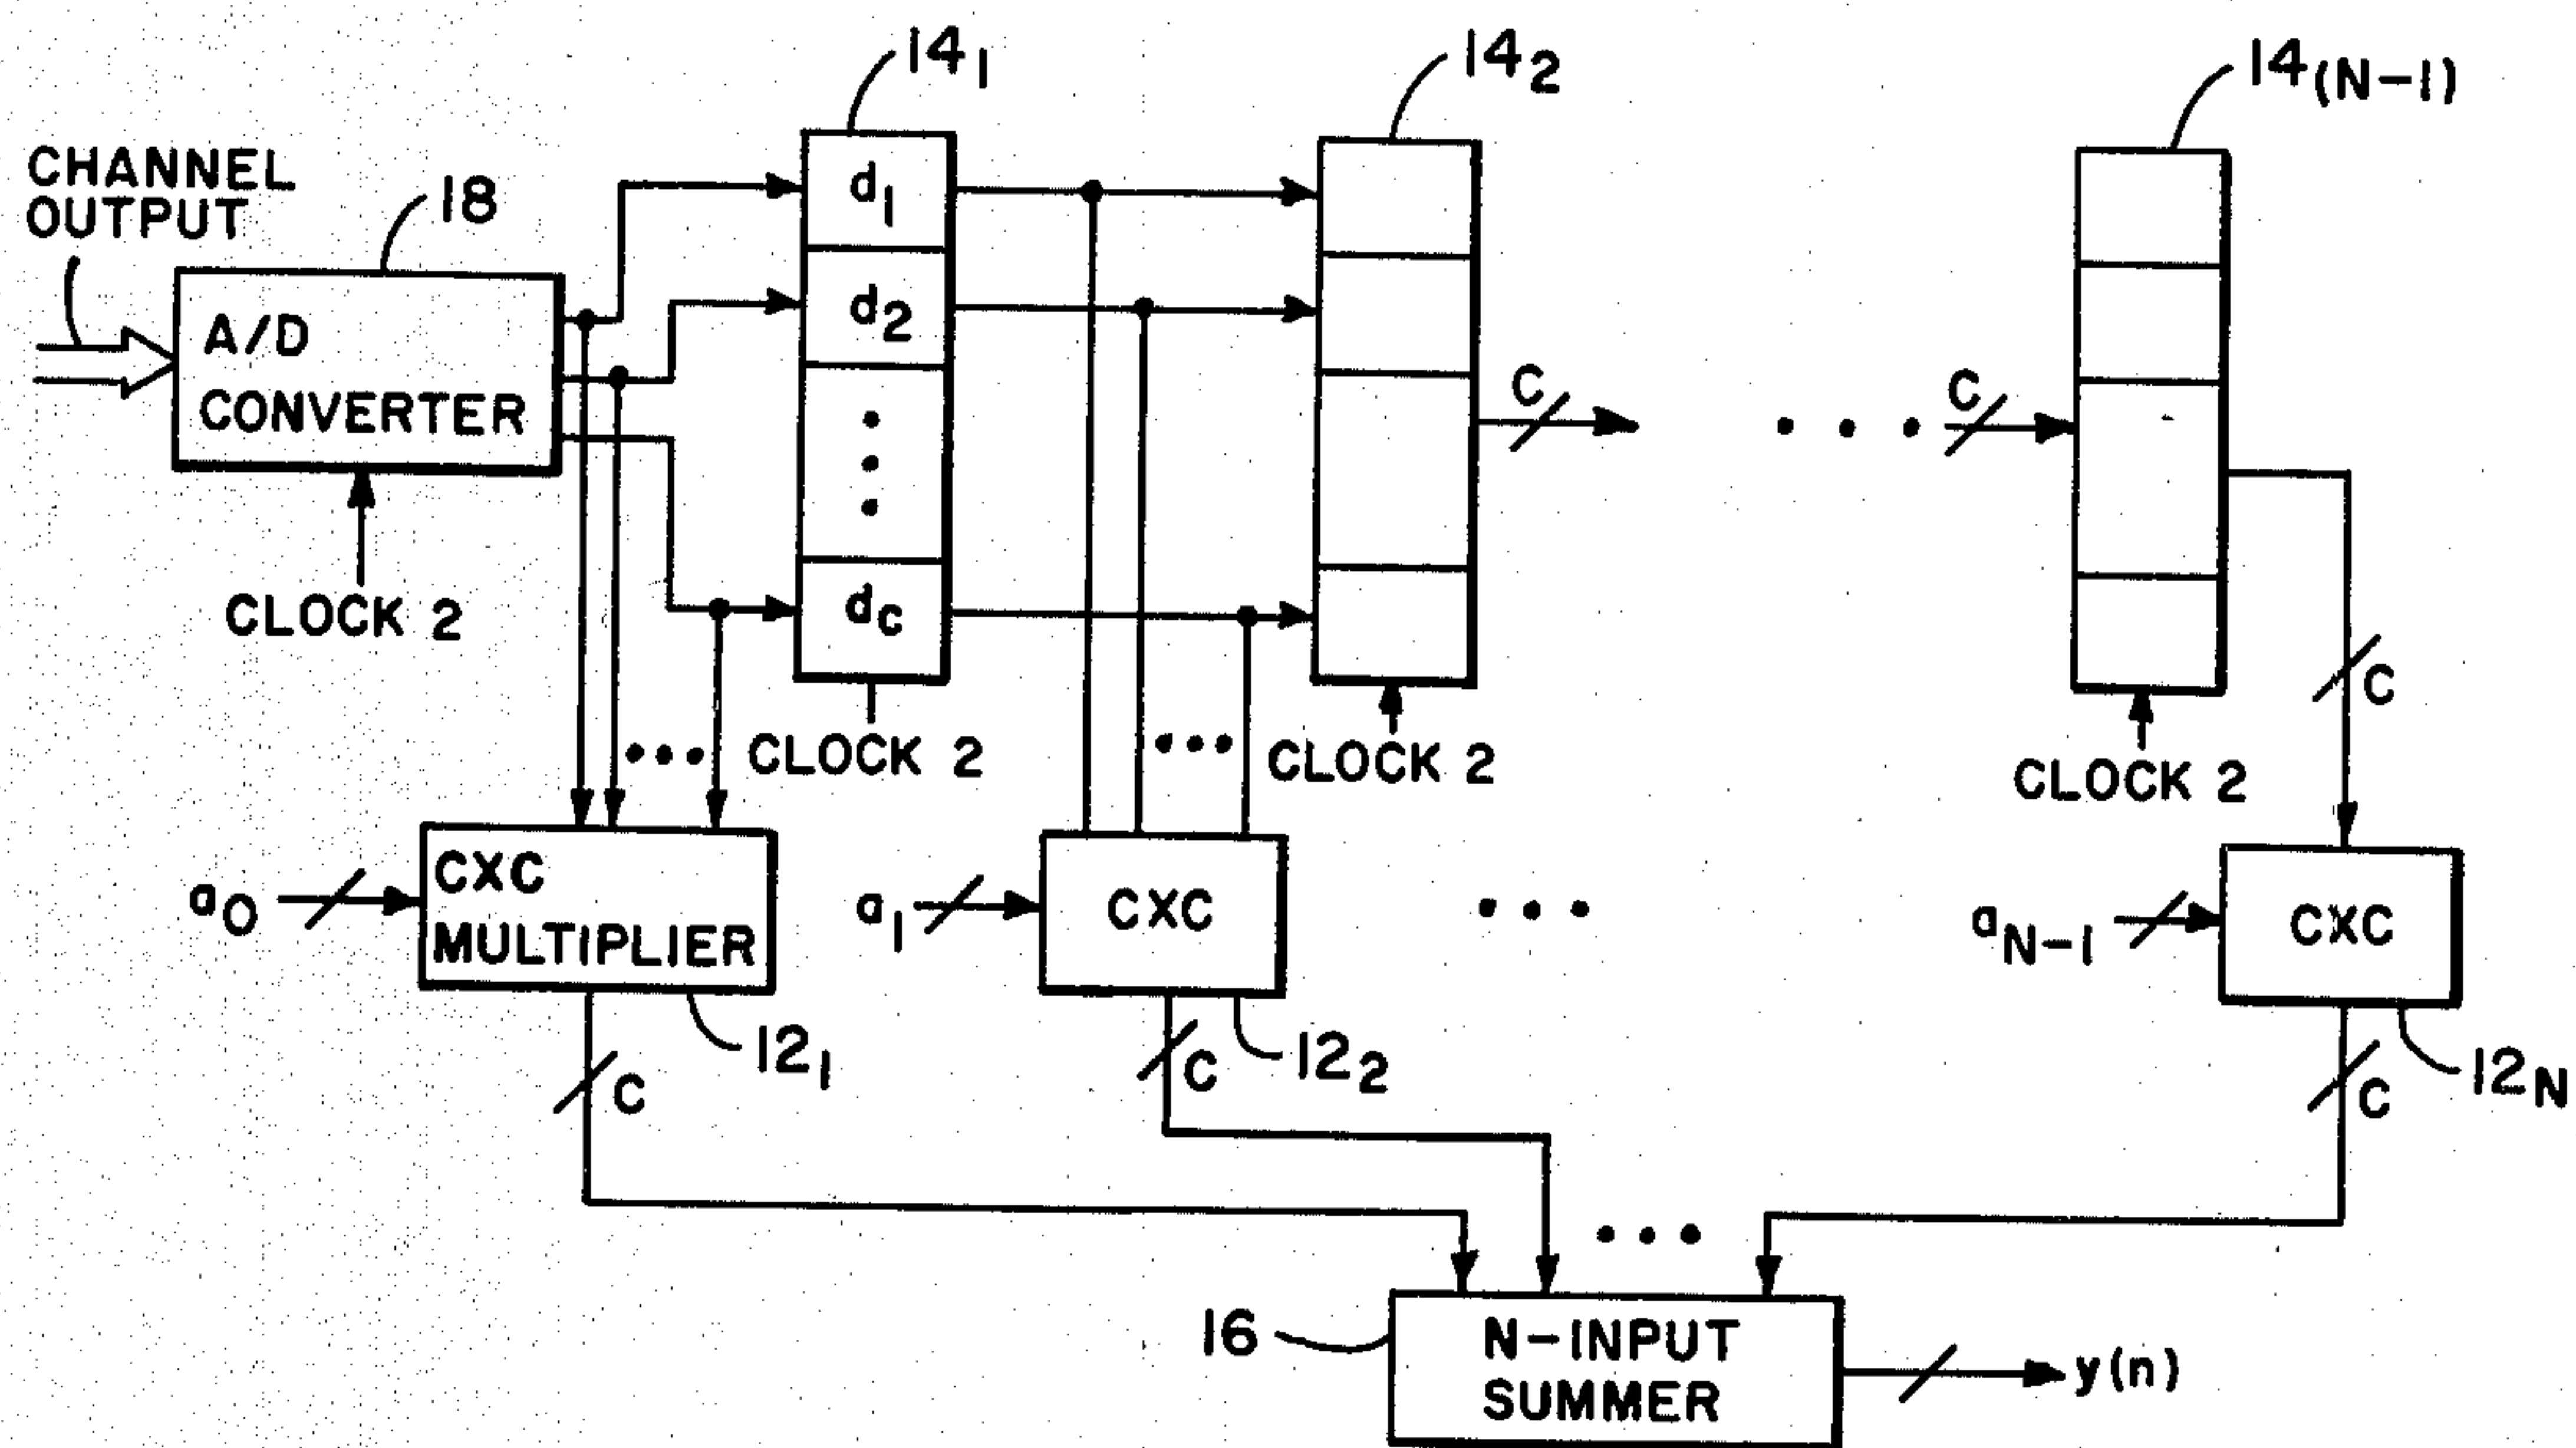 14₁
14₂
14(N-1)
CHANNEL
OUTPUT
18
A/D
CONVERTER
CLOCK 2
d₁
d₂
dc
CLOCK 2
C
CLOCK 2
C
CLOCK 2
C
a₀
CXC
MULTIPLIER
a₁
CXC
a N-1
CXC
12₁
C
12₂
C
12N
C
16
N-INPUT
SUMMER
y(n)